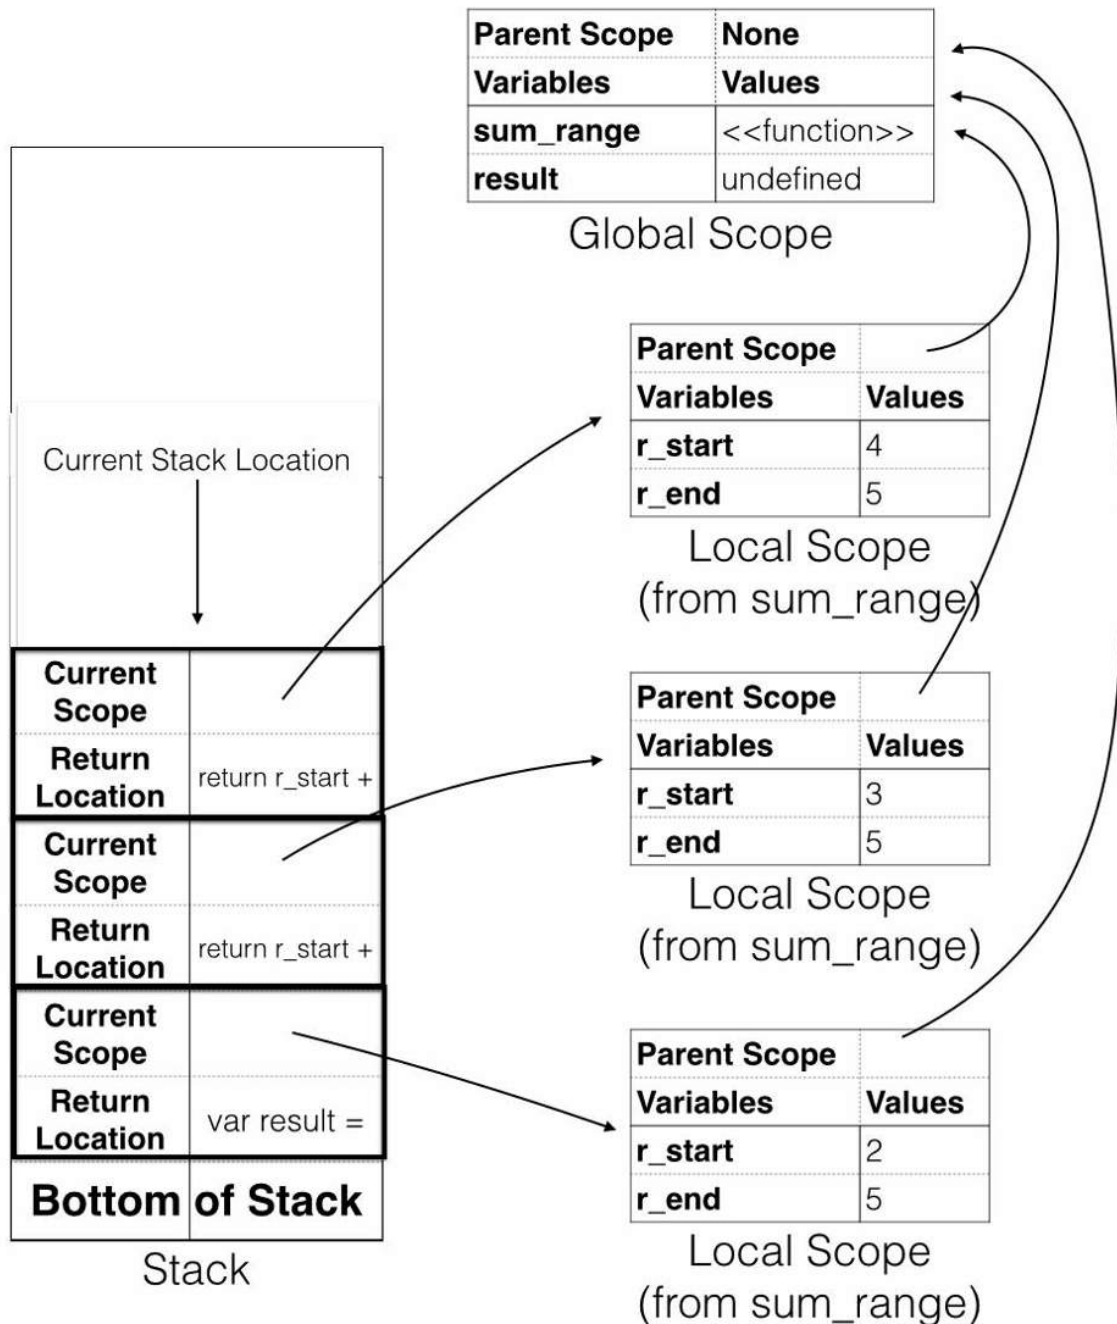 Parent Scope None
Variables Values
sum_range <<function>>
result undefined
Global Scope
Parent Scope
Variables Values
r_start 4
r_end 5
Local Scope
(from sum_range)
Parent Scope
Variables Values
r_start 3
r_end 5
Local Scope
(from sum_range)
Parent Scope
Variables Values
r_start 2
r_end 5
Local Scope
(from sum_range)
Current Stack Location
Current
Scope
Return
Location
return r_start +
Current
Scope
Return
Location
return r_start +
Current
Scope
Return
Location
var result =
Bottom of Stack
Stack